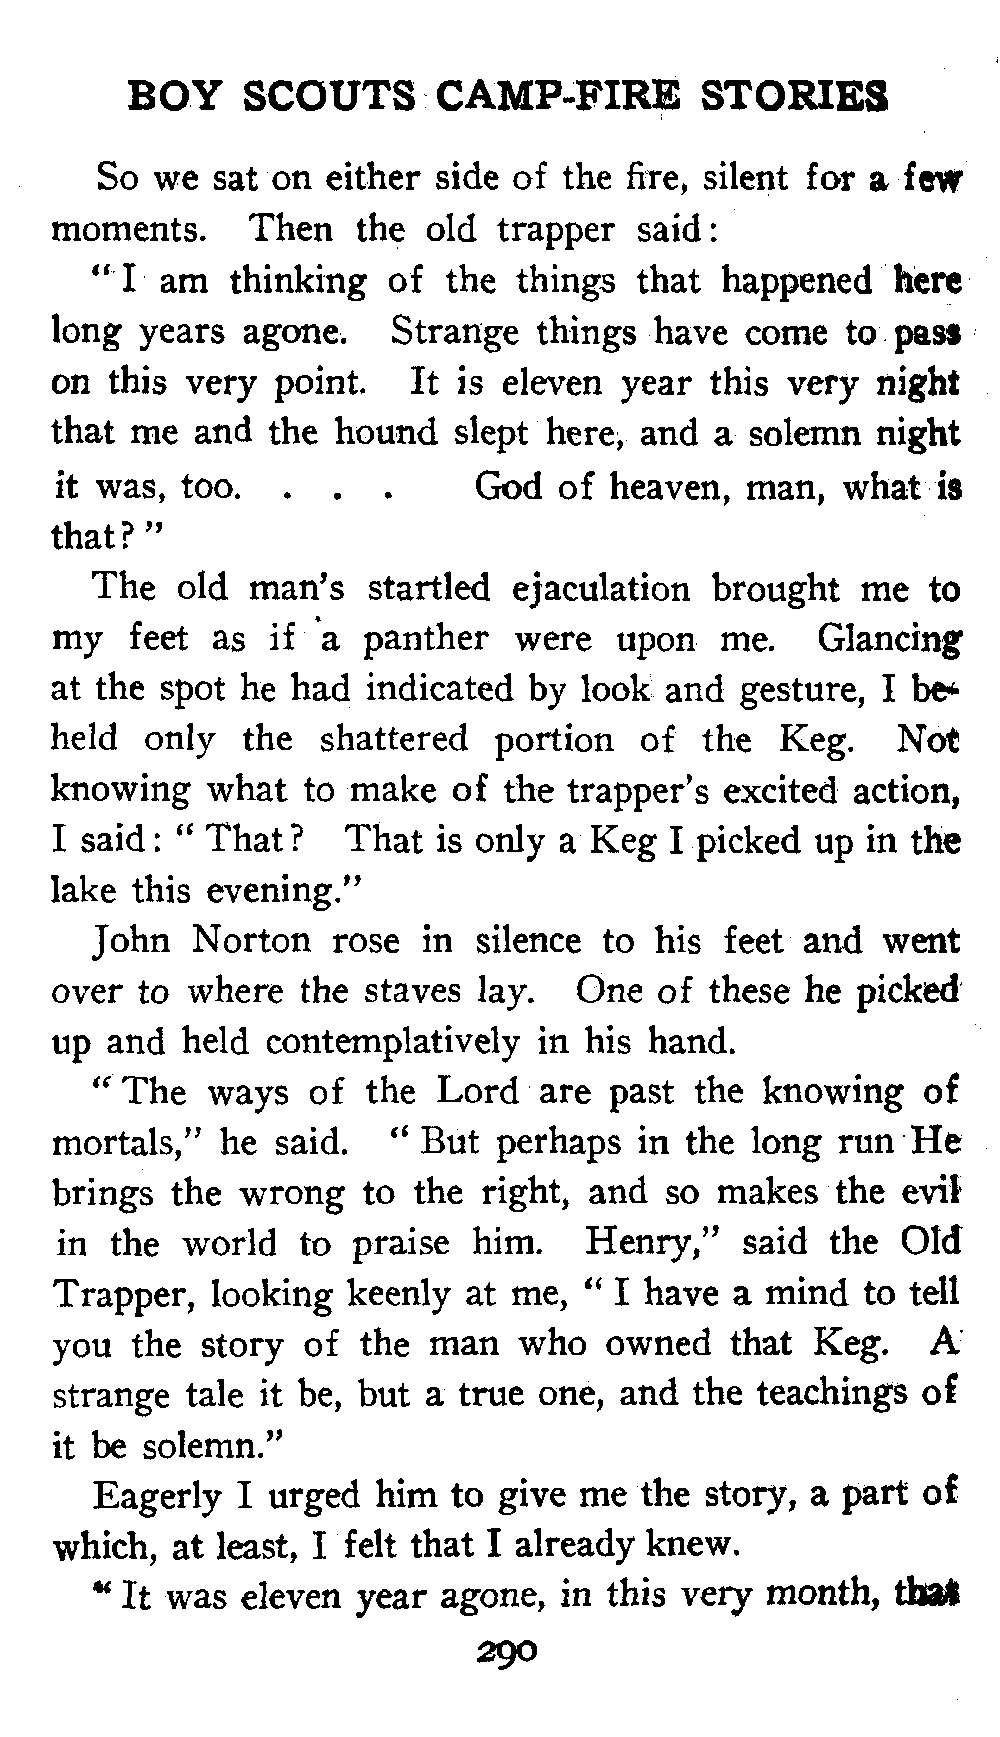 BOY SCOUTS CAMP-FIRE STORIES
So we sat on either side of the fire, silent for a few
moments. Then the old trapper said:
"I am thinking of the things that happened here
long years agone. Strange things have come to pass
on this very point. It is eleven year this very night
that me and the hound slept here, and a solemn night
it was, too. . . . God of heaven, man, what is
that?"
The old man's startled ejaculation brought me to
my feet as if a panther were upon me. Glancing
at the spot he had indicated by look and gesture, I be-
held only the shattered portion of the Keg. Not
knowing what to make of the trapper's excited action,
I said: "That? That is only a Keg I picked up in the
lake this evening."
John Norton rose in silence to his feet and went
over to where the staves lay. One of these he picked
up and held contemplatively in his hand.
"The ways of the Lord are past the knowing of
mortals," he said. "But perhaps in the long run He
brings the wrong to the right, and so makes the evil
in the world to praise him. Henry," said the Old
Trapper, looking keenly at me, "I have a mind to tell
you the story of the man who owned that Keg. A
strange tale it be, but a true one, and the teachings of
it be solemn."
Eagerly I urged him to give me the story, a part of
which, at least, I felt that I already knew.
"It was eleven year agone, in this very month, that
290